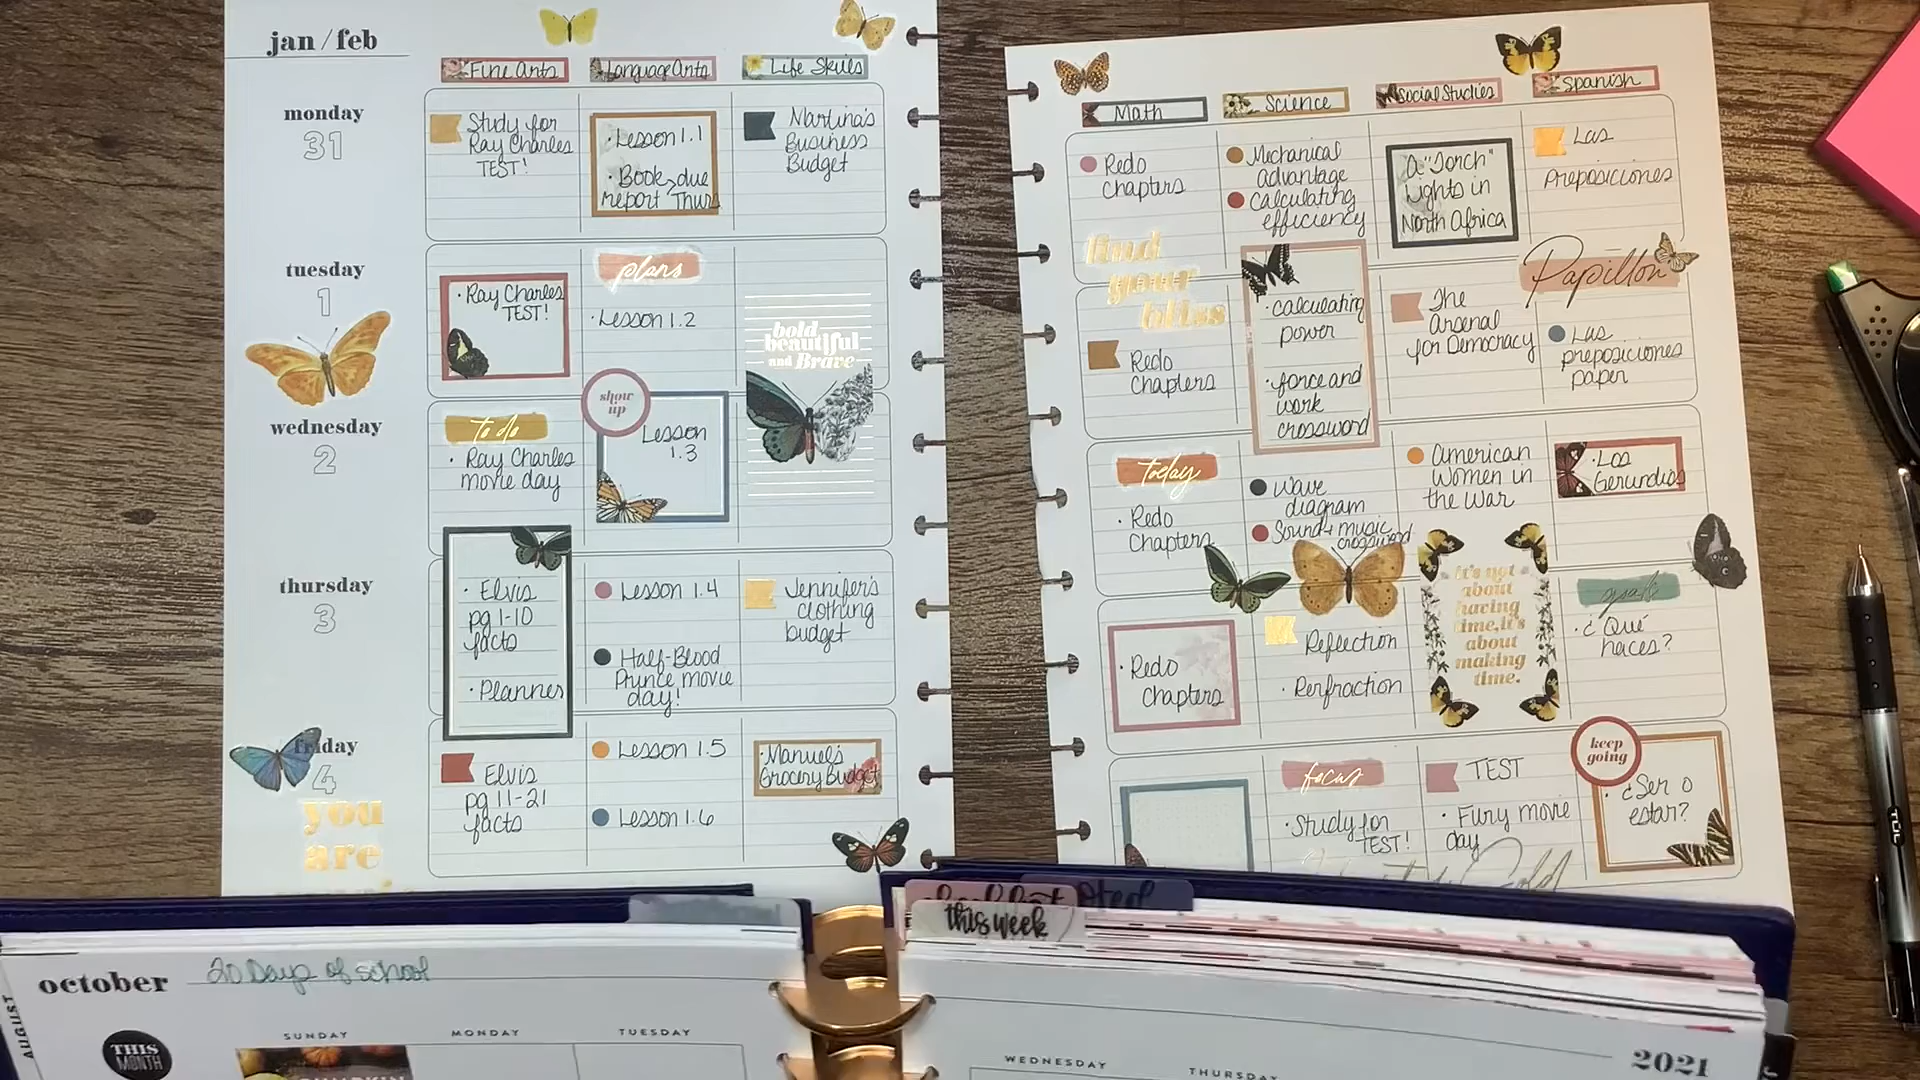 jan/feb
Fine Arts
Language Arts
Life Skills
monday
31
Study for
Ray Charles
TEST!
• Lesson 1.1
• Book > due
report Thurs
Martina's
Business
Budget
tuesday
1
• Ray Charles
TEST!
plans
• Lesson 1.2
bold
beautiful
and Brave
wednesday
2
to do
• Ray Charles
movie day
show
up
Lesson
1.3
thursday
3
• Elvis
pg 1-10
facts
• Planner
Lesson 1.4
Half-Blood
Prince movie
day!
Jennifer's
clothing
budget
friday
4
Elvis
pg 11-21
facts
Lesson 1.5
Lesson 1.6
• Manuel's
Grocery Budget
you
are
Math
Science
Social Studies
Spanish
Redo
chapters
Mechanical
advantage
Calculating
efficiency
A "Torch"
Lights in
North Africa
Las
Preposiciones
find
your
bliss
Redo
Chapters
• calculating
power
• force and
work
crossword
The
Arsenal
for Democracy
Papillon
Las
preposiciones
paper
today
• Redo
Chapters
Wave
diagram
Sound + music
crossword
American
Women in
the War
• Los
Gerundios
• Redo
Chapters
Reflection
• Perfraction
It's not
about
having
time, it's
about
making
time.
goals
• ¿Qué
haces?
focus
• Study for
TEST!
TEST
• Fury movie
day
keep
going
• ¿Ser o
estar?
Gold
this week
october
20 Days of school
AUGUST
THIS
MONTH
SUNDAY
MONDAY
TUESDAY
PUMPKIN
WEDNESDAY
THURSDAY
2021